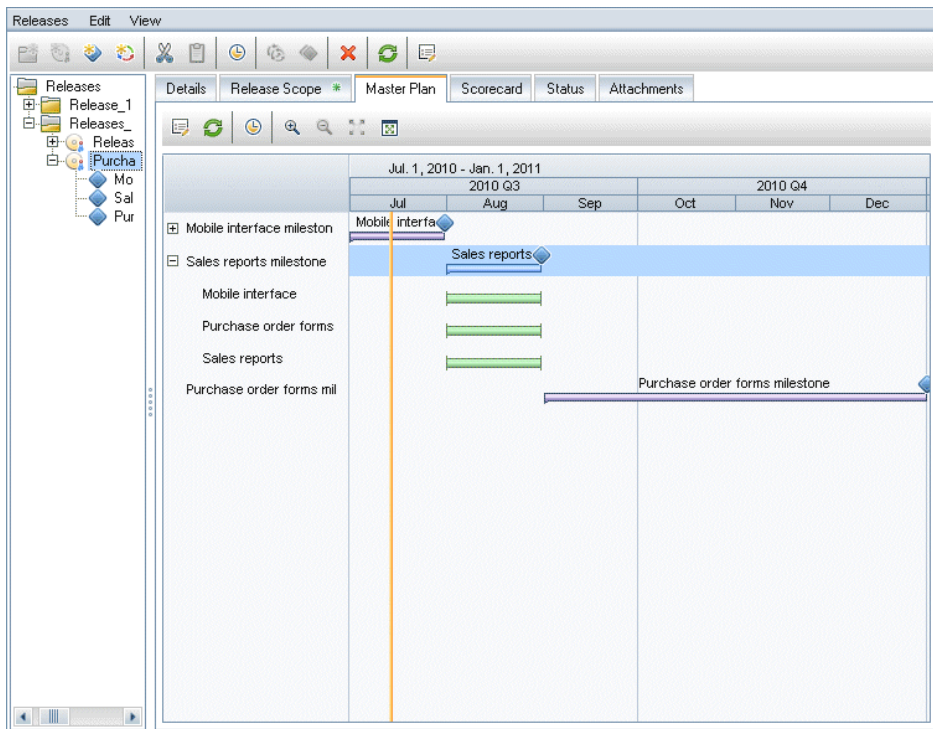 Releases Edit View
Releases
Release_1
Releases_
Releas
Purcha
Mo
Sal
Pur
Details Release Scope * Master Plan Scorecard Status Attachments
Jul. 1, 2010 - Jan. 1, 2011
2010 Q3 2010 Q4
Jul Aug Sep Oct Nov Dec
Mobile interface mileston Mobile interfa
Sales reports milestone Sales reports
Mobile interface
Purchase order forms
Sales reports
Purchase order forms mil Purchase order forms milestone